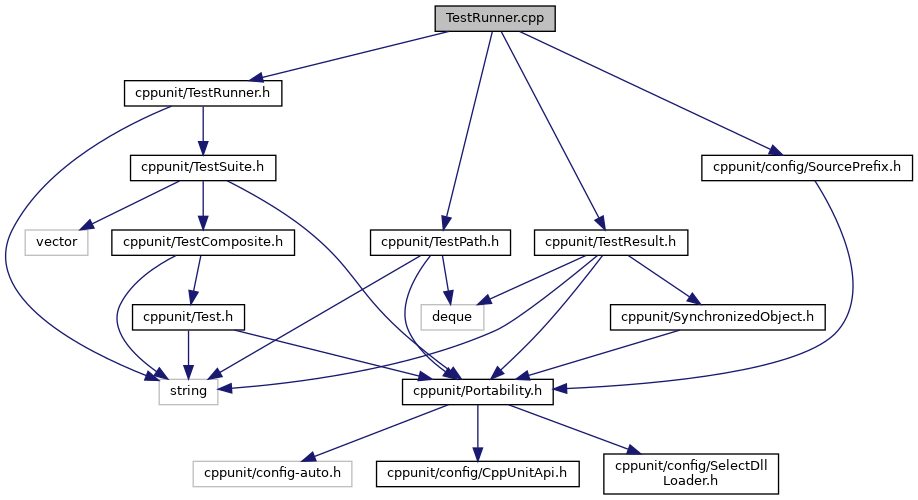 TestRunner.cpp
cppunit/TestRunner.h
cppunit/TestSuite.h
cppunit/config/SourcePrefix.h
vector
cppunit/TestComposite.h
cppunit/TestPath.h
cppunit/TestResult.h
cppunit/Test.h
deque
cppunit/SynchronizedObject.h
string
cppunit/Portability.h
cppunit/config-auto.h
cppunit/config/CppUnitApi.h
cppunit/config/SelectDll
Loader.h